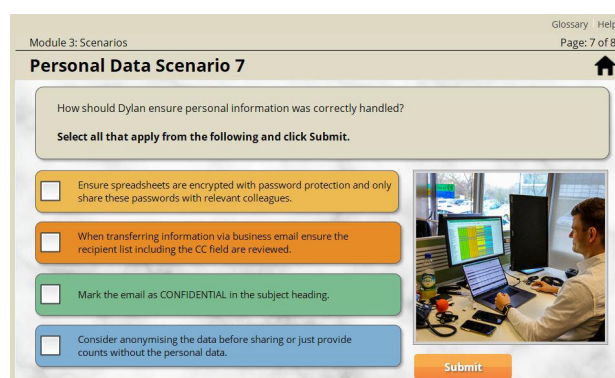 Glossary Help
Module 3: Scenarios
Page: 7 of 8
Personal Data Scenario 7
How should Dylan ensure personal information was correctly handled?
Select all that apply from the following and click Submit.
Ensure spreadsheets are encrypted with password protection and only
share these passwords with relevant colleagues.
When transferring information via business email ensure the
recipient list including the CC field are reviewed.
Mark the email as CONFIDENTIAL in the subject heading.
Consider anonymising the data before sharing or just provide
counts without the personal data.
Submit